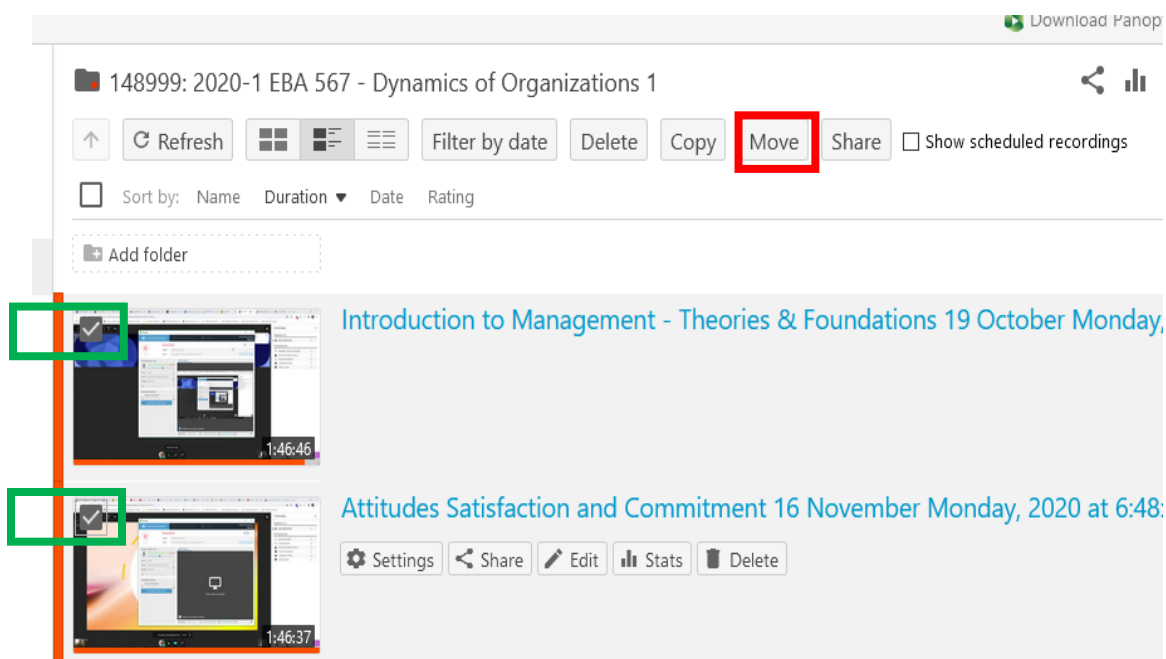 Download Panop
148999: 2020-1 EBA 567 - Dynamics of Organizations 1
Refresh Filter by date Delete Copy Move Share Show scheduled recordings
Sort by: Name Duration Date Rating
Add folder
Introduction to Management - Theories & Foundations 19 October Monday,
1:46:46
Attitudes Satisfaction and Commitment 16 November Monday, 2020 at 6:48:
Settings Share Edit Stats Delete
1:46:37